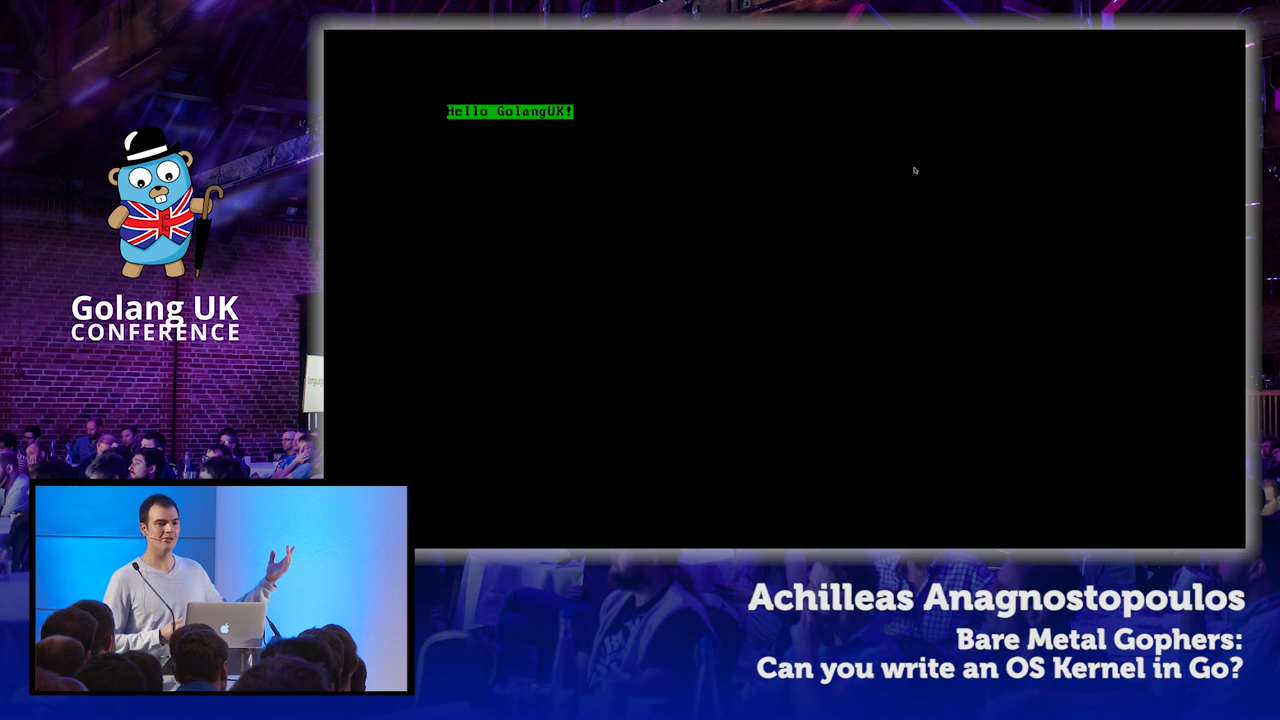 Hello GolangUK!
Golang UK
CONFERENCE
Achilleas Anagnostopoulos
Bare Metal Gophers:
Can you write an OS Kernel in Go?